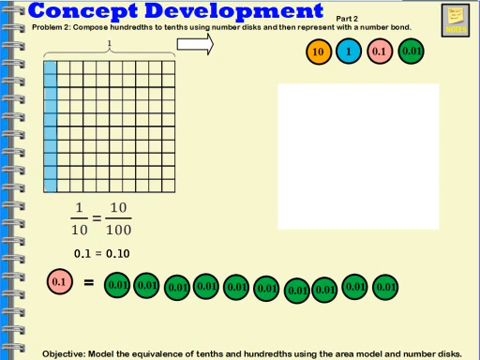 Concept Development
Part 2
Problem 2: Compose hundredths to tenths using number disks and then represent with a number bond.
1
10 1 0.1 0.01
1/10 = 10/100
0.1 = 0.10
0.1 = 0.01 0.01 0.01 0.01 0.01 0.01 0.01 0.01 0.01 0.01
Objective: Model the equivalence of tenths and hundredths using the area model and number disks.